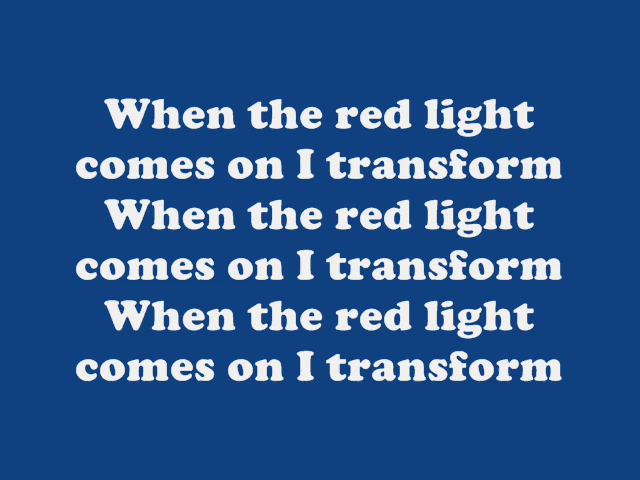 When the red light
comes on I transform
When the red light
comes on I transform
When the red light
comes on I transform